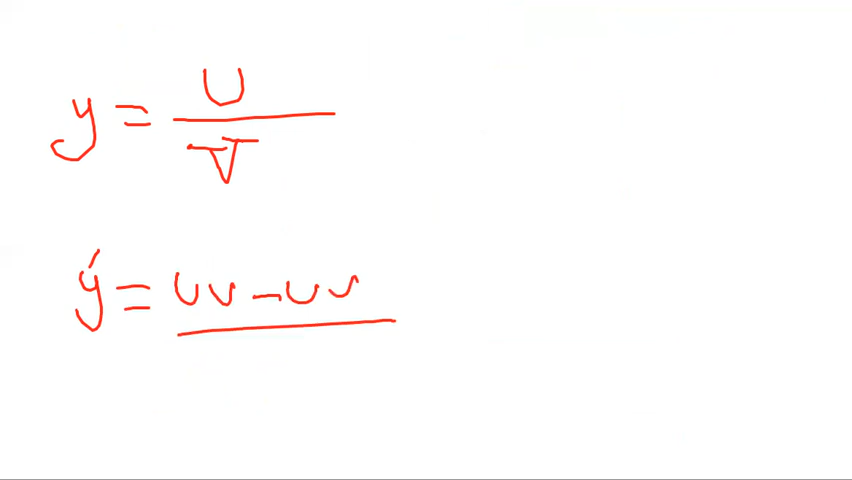 y = U
V
ý = UV - UV